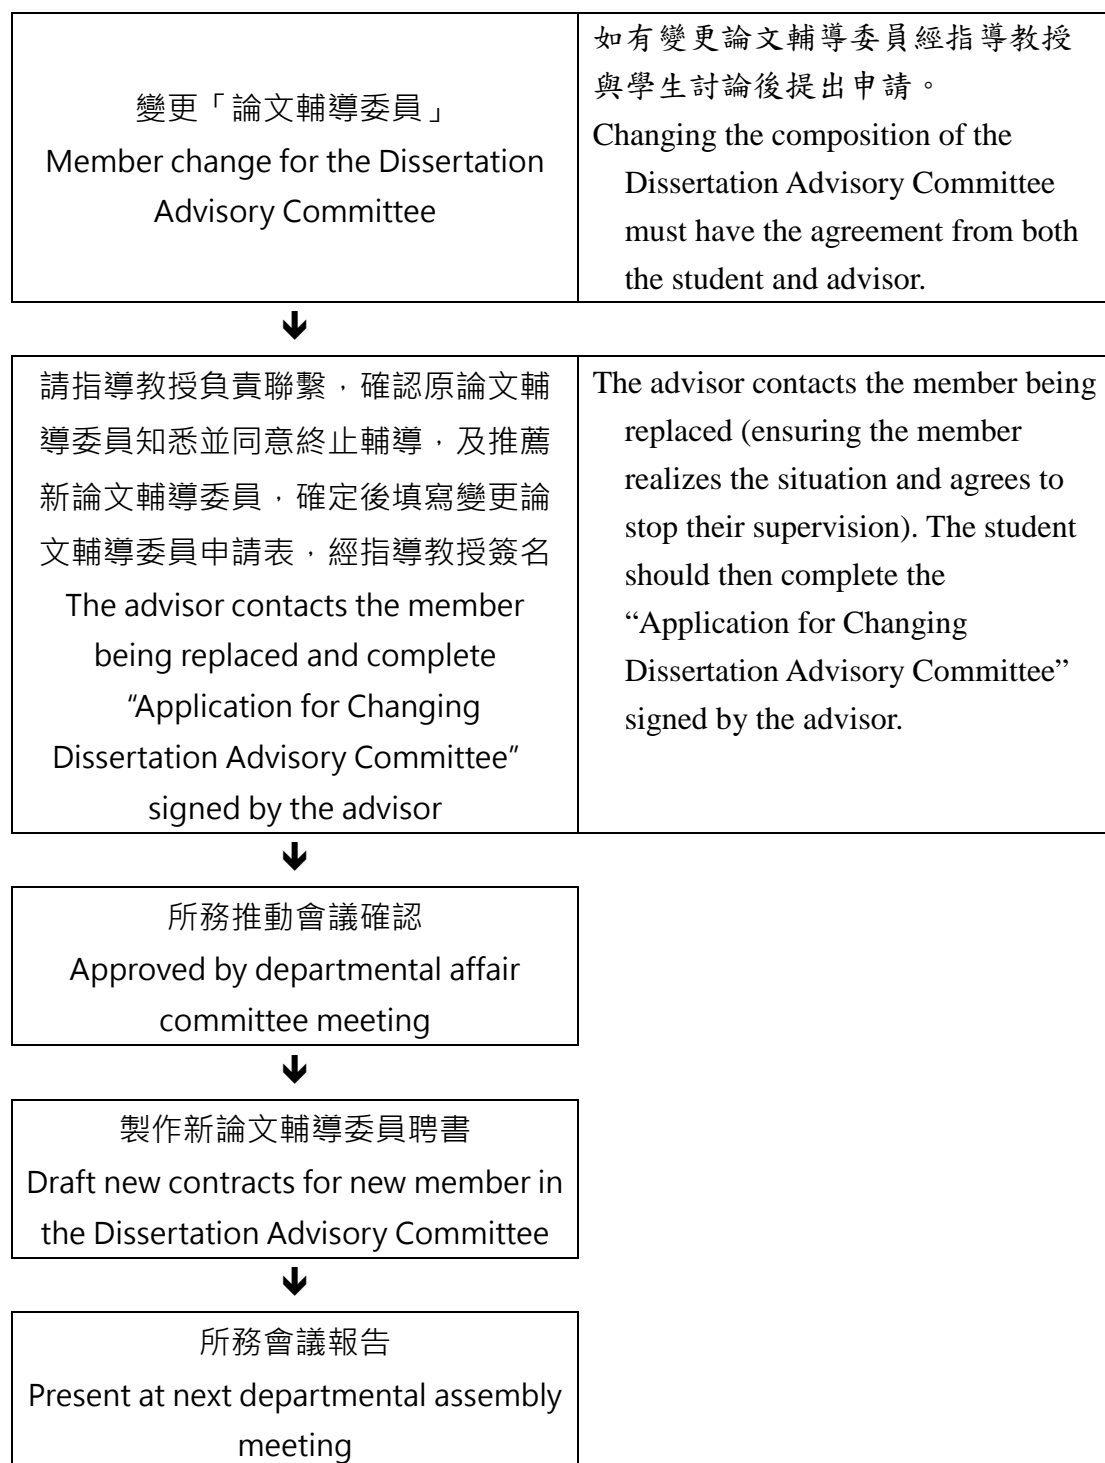 變更「論文輔導委員」
Member change for the Dissertation
Advisory Committee
如有變更論文輔導委員經指導教授
與學生討論後提出申請。
Changing the composition of the
Dissertation Advisory Committee
must have the agreement from both
the student and advisor.
請指導教授負責聯繫，確認原論文輔
導委員知悉並同意終止輔導，及推薦
新論文輔導委員，確定後填寫變更論
文輔導委員申請表，經指導教授簽名
The advisor contacts the member
being replaced and complete
“Application for Changing
Dissertation Advisory Committee”
signed by the advisor
The advisor contacts the member being
replaced (ensuring the member
realizes the situation and agrees to
stop their supervision). The student
should then complete the
“Application for Changing
Dissertation Advisory Committee”
signed by the advisor.
所務推動會議確認
Approved by departmental affair
committee meeting
製作新論文輔導委員聘書
Draft new contracts for new member in
the Dissertation Advisory Committee
所務會議報告
Present at next departmental assembly
meeting